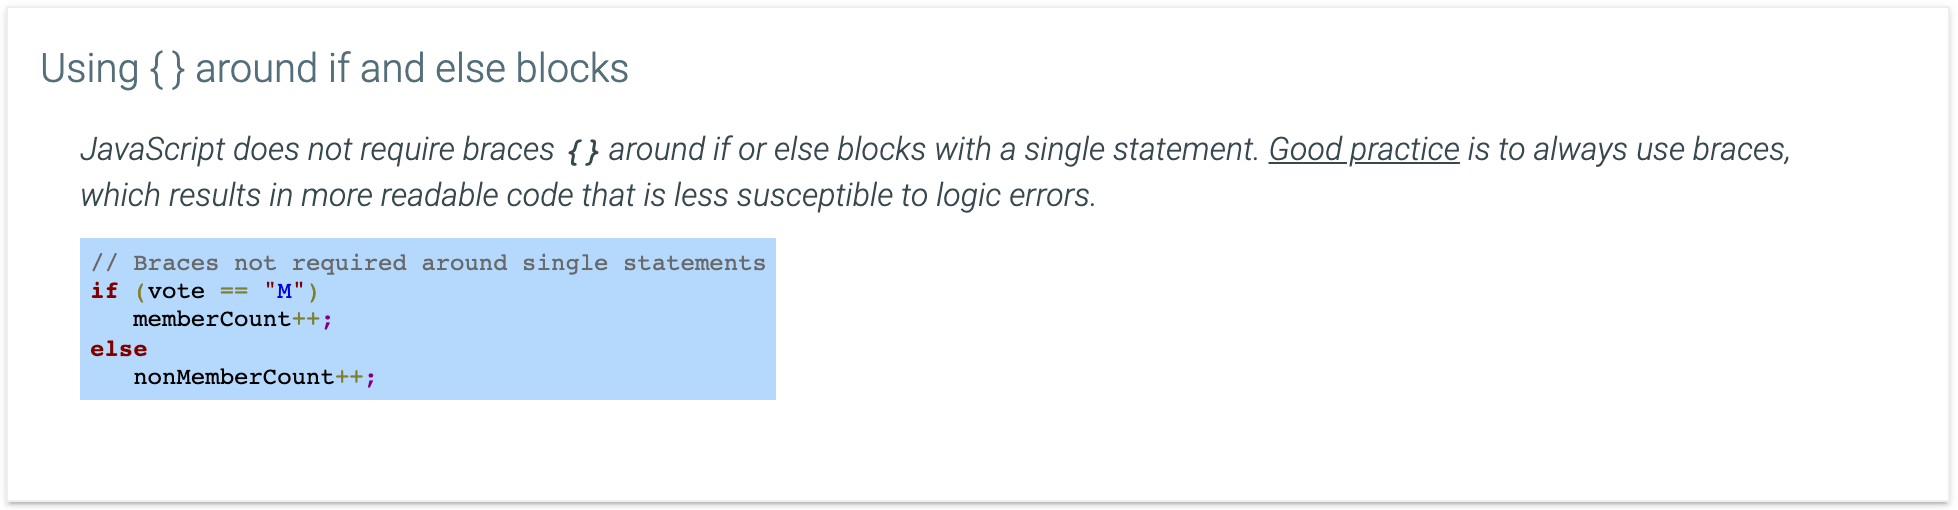 Using {} around if and else blocks
JavaScript does not require braces {} around if or else blocks with a single statement. Good practice is to always use braces,
which results in more readable code that is less susceptible to logic errors.
// Braces not required around single statements
if (vote == "M")
   memberCount++;
else
   nonMemberCount++;